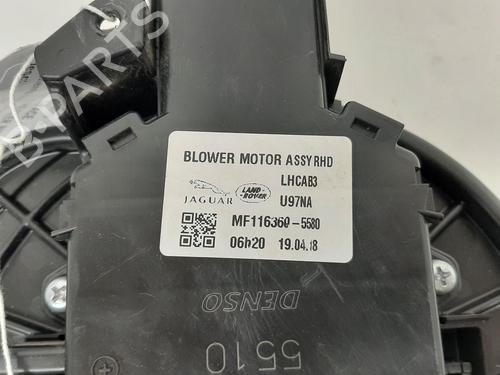 B-PARTS
BLOWER MOTOR ASSY RHD
LHCAB3
JAGUAR LAND ROVER U97NA
MF116360-5580
06h20 19.04.18
DENSO
5510